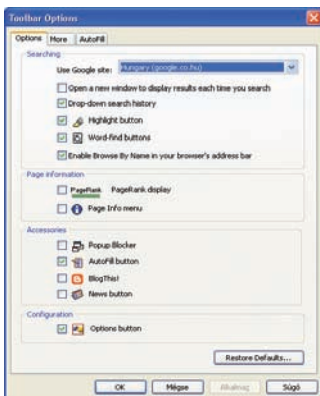 Toolbar Options
Options More AutoFill
Searching
Use Google site: Hungary (google.co.hu)
Open a new window to display results each time you search
Drop-down search history
Highlight button
Word-find buttons
Enable Browse By Name in your browser's address bar
Page information
PageRank PageRank display
Page Info menu
Accessories
Popup Blocker
AutoFill button
BlogThis!
News button
Configuration
Options button
Restore Defaults...
OK Mégse Alkalmaz Súgó